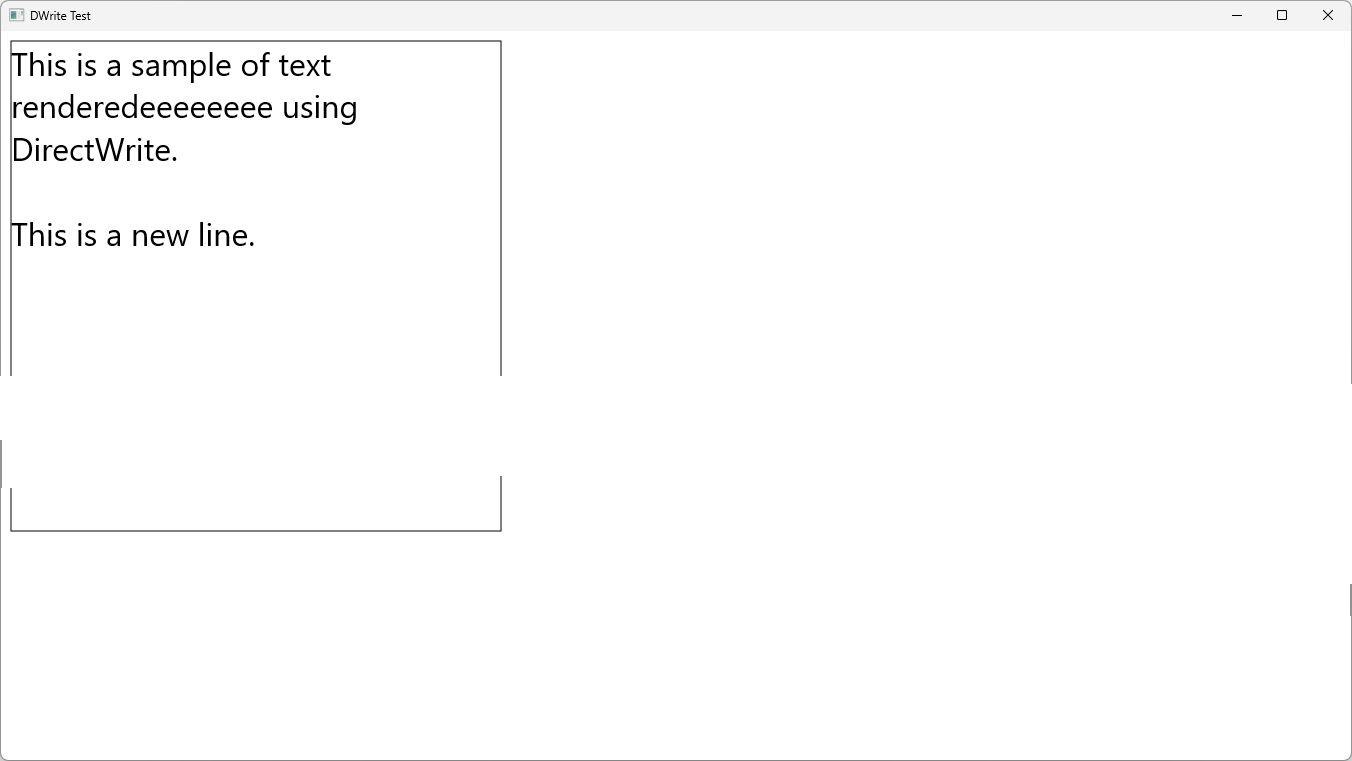 DWrite Test
This is a sample of text
renderedeeeeeeee using
DirectWrite.
This is a new line.